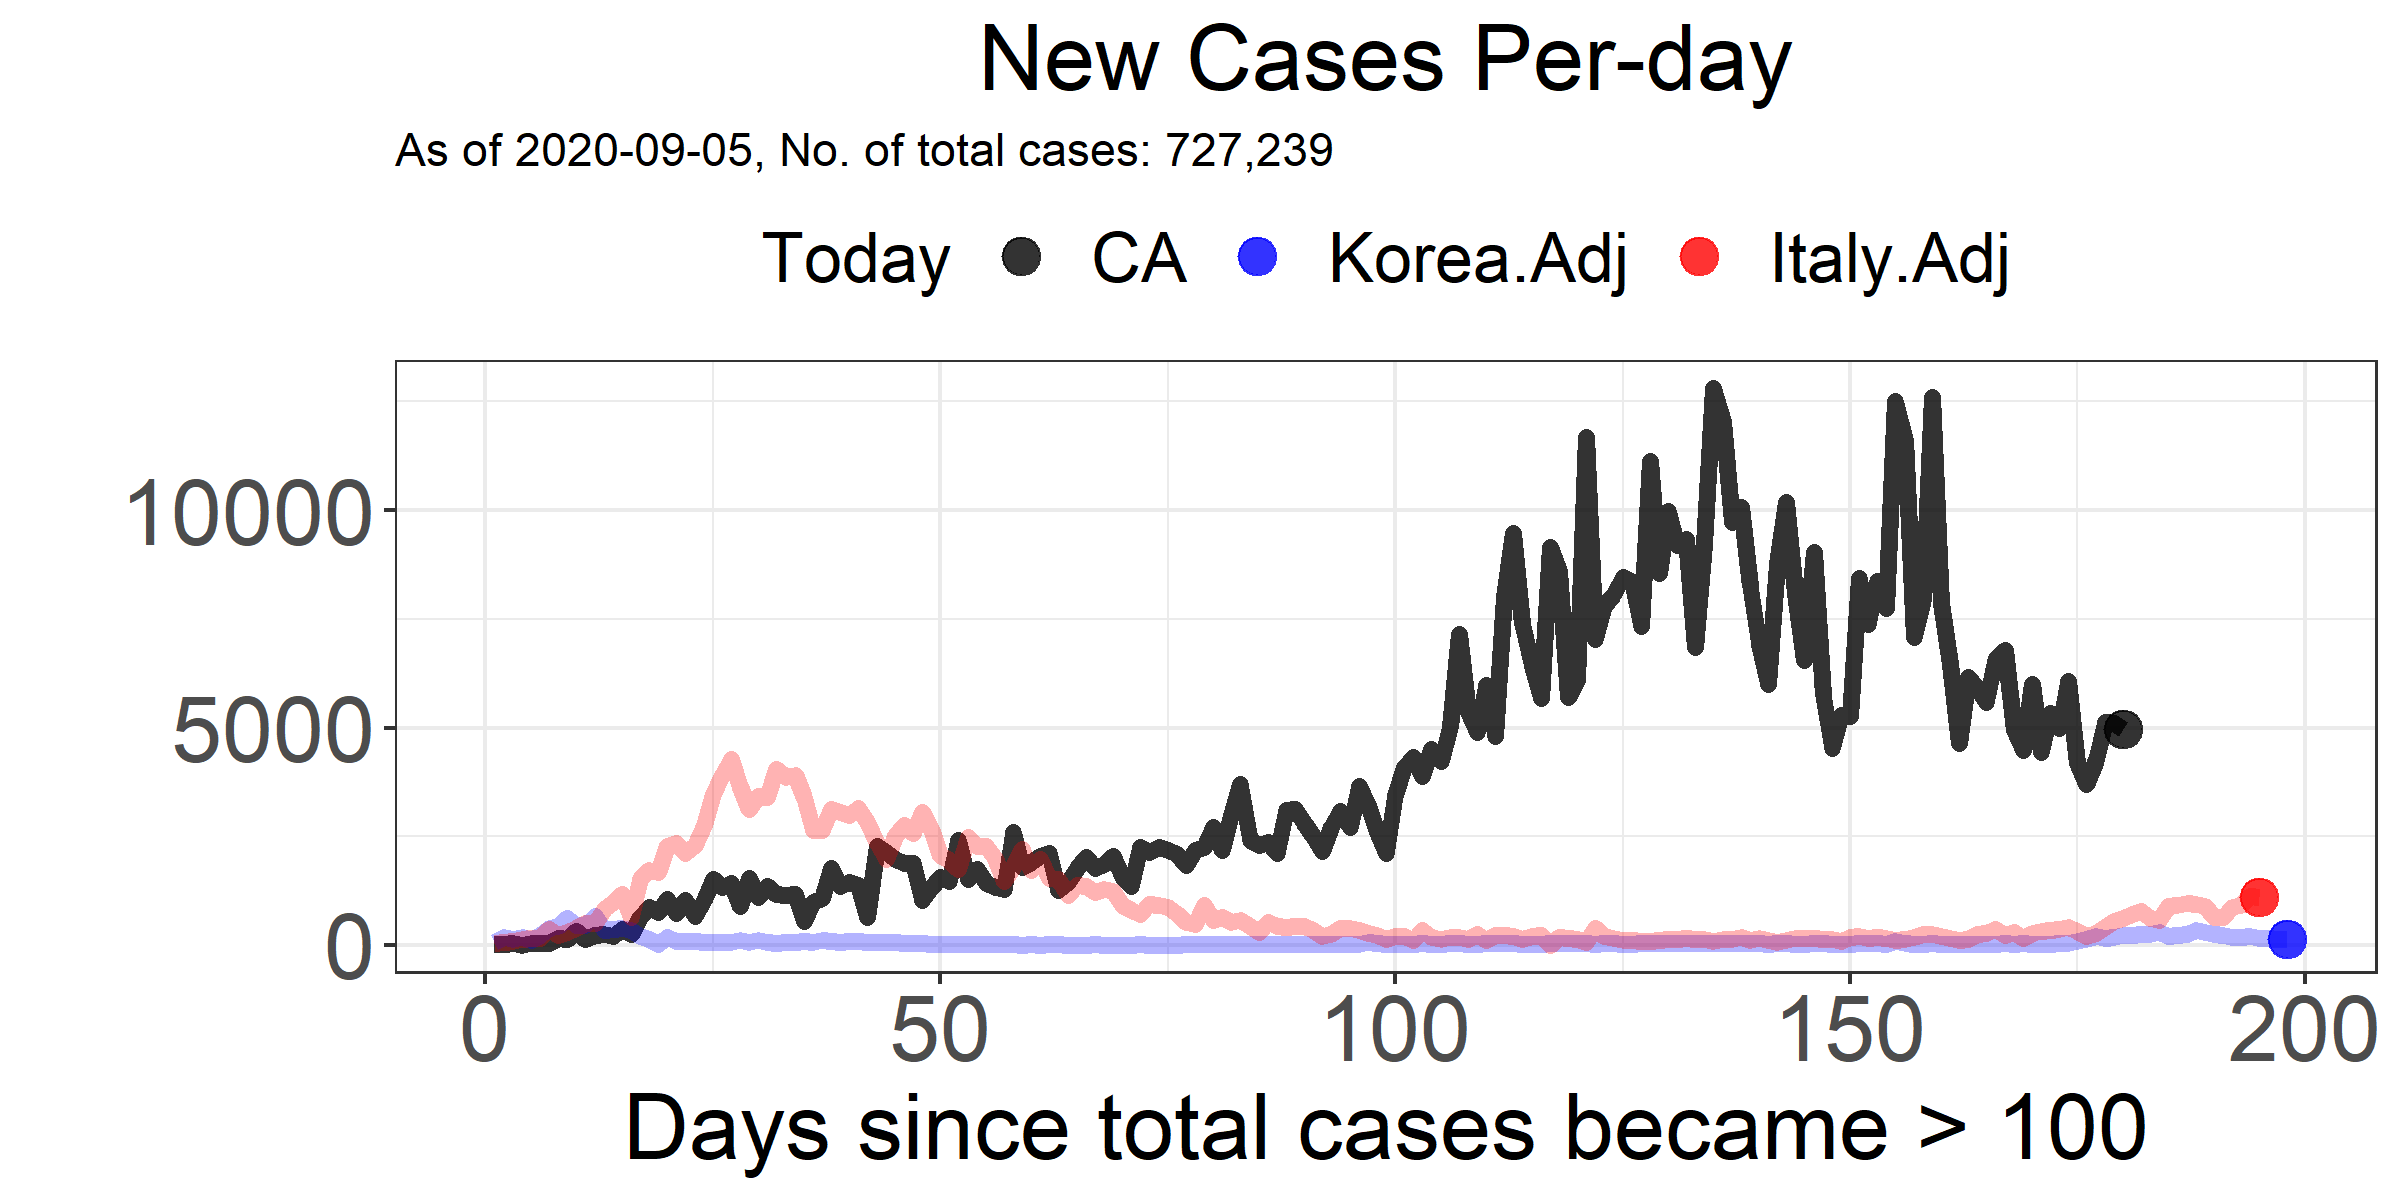 New Cases Per-day
As of 2020-09-05, No. of total cases: 727,239
Today CA Korea.Adj Italy.Adj
10000
5000
0
0 50 100 150 200
Days since total cases became > 100